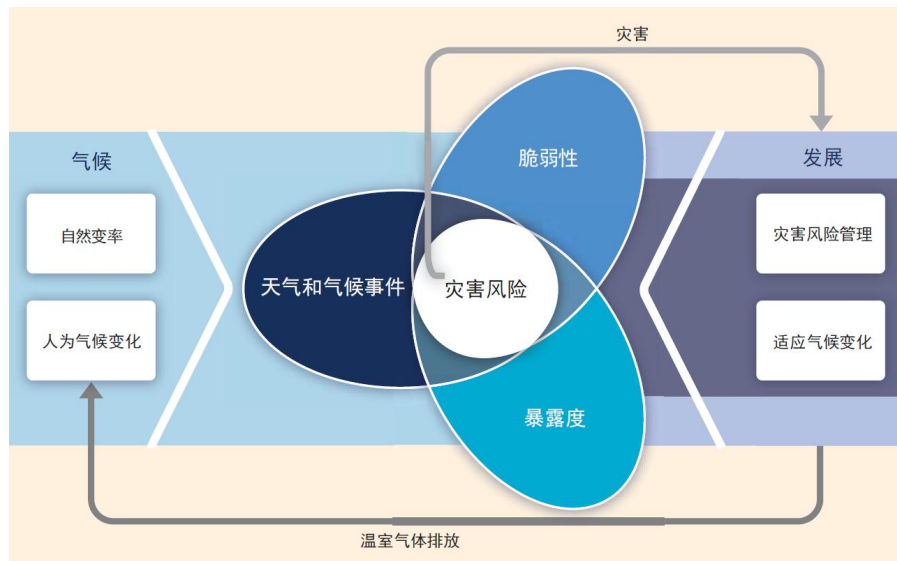 灾害
气候
脆弱性
发展
自然变率
灾害风险管理
天气和气候事件
灾害风险
人为气候变化
适应气候变化
暴露度
温室气体排放